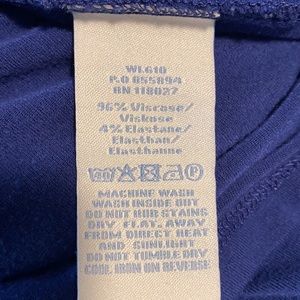 WL610
P.O 655894
RN 118027
96% Viscose/
Viskose
4% Elastane/
Elasthan/
Elasthanne
MACHINE WASH
WASH INSIDE OUT
DO NOT RUB STAINS
DRY FLAT. AWAY
FROM DIRECT HEAT
AND SUNLIGHT
DO NOT TUMBLE DRY
COOL IRON ON REVERSE